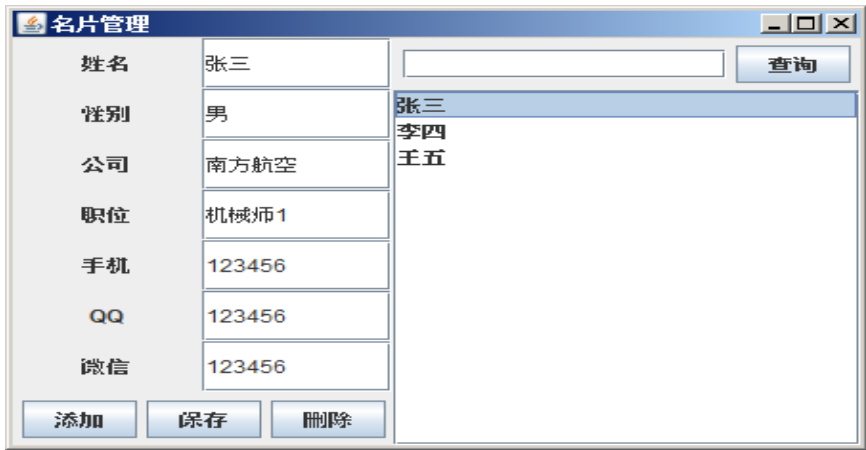 名片管理
姓名 张三 查询
性别 男
公司 南方航空
职位 机械师1
手机 123456
QQ 123456
微信 123456
添加 保存 删除
张三
李四
王五